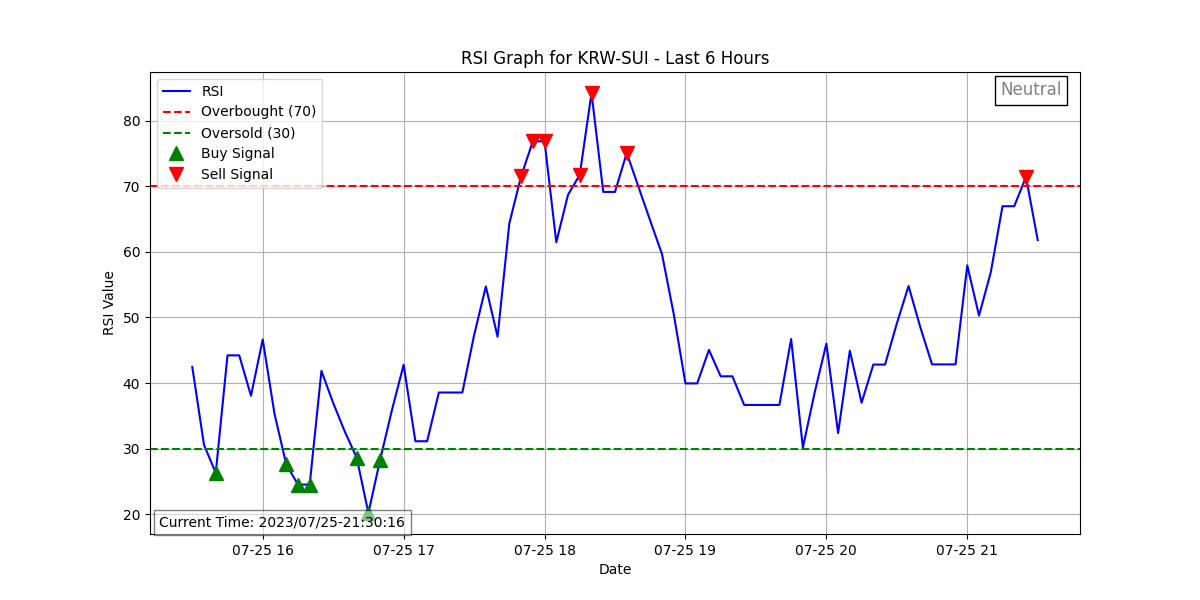 RSI Graph for KRW-SUI - Last 6 Hours
RSI
Overbought (70)
Oversold (30)
Buy Signal
Sell Signal
Neutral
RSI Value
80
70
60
50
40
30
20
Current Time: 2023/07/25-21:30:16
07-25 16
07-25 17
07-25 18
07-25 19
07-25 20
07-25 21
Date